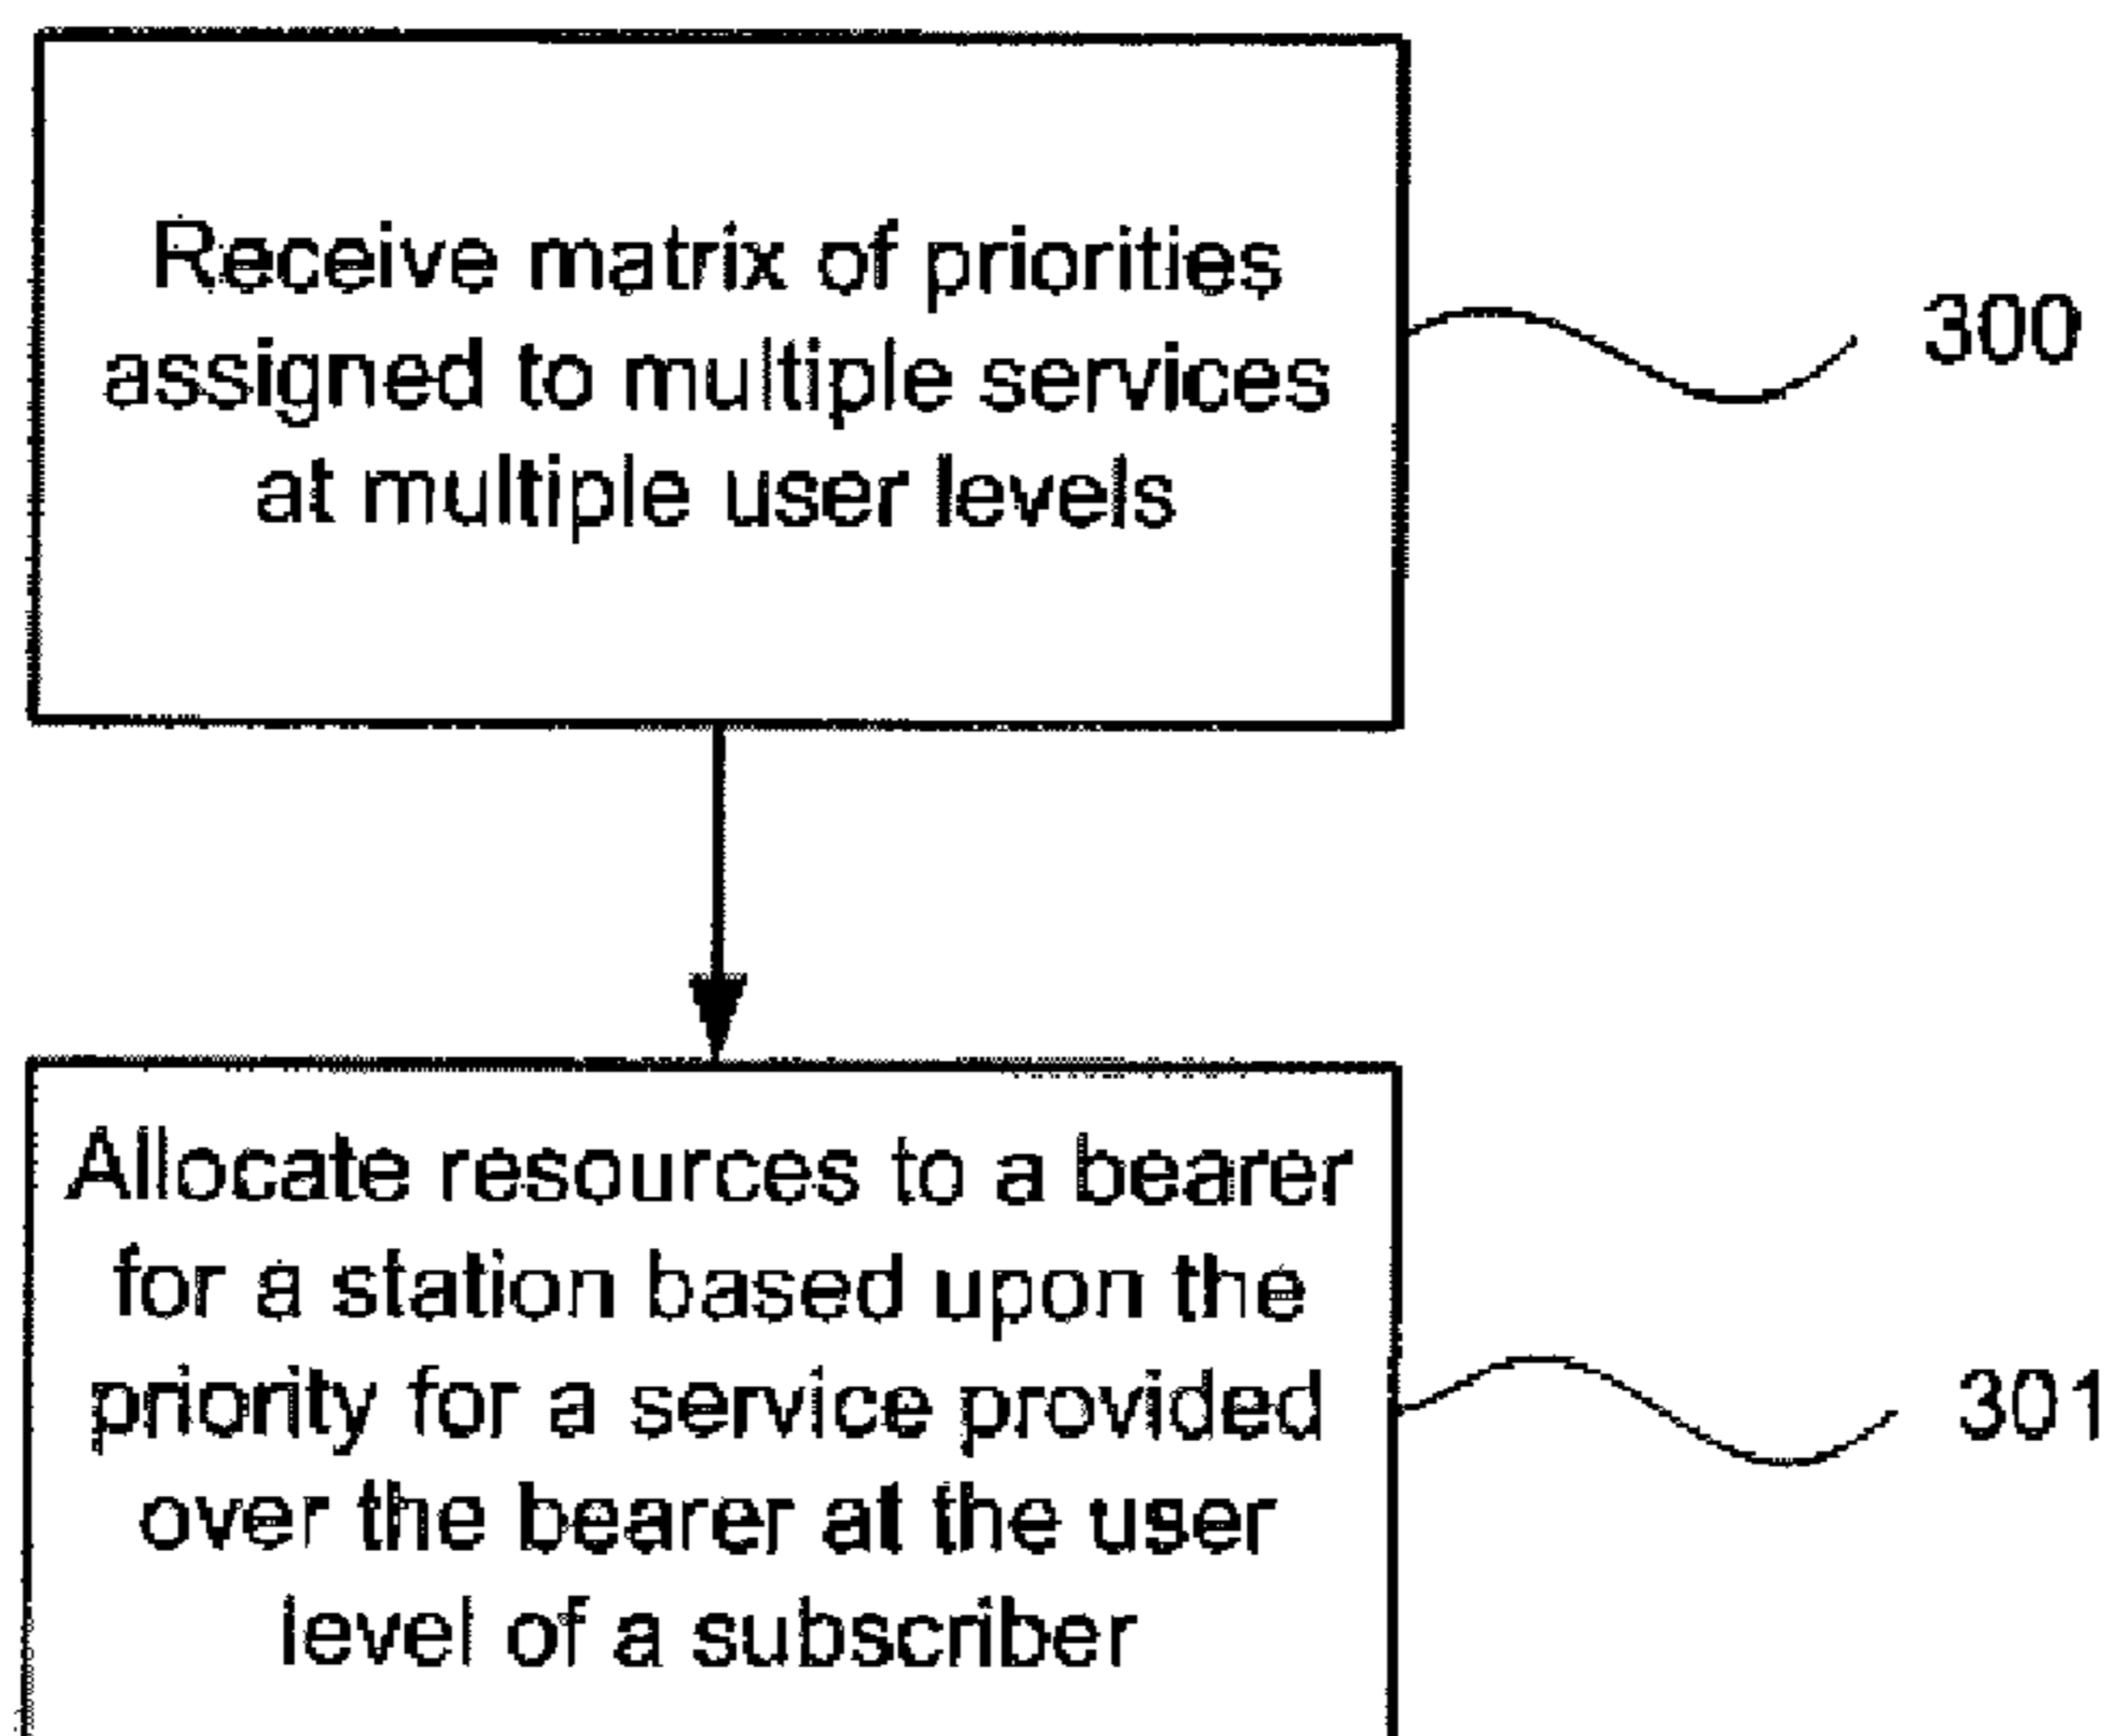 Receive matrix of priorities
assigned to multiple services
at multiple user levels
300
Allocate resources to a bearer
for a station based upon the
priority for a service provided
over the bearer at the user
level of a subscriber
301